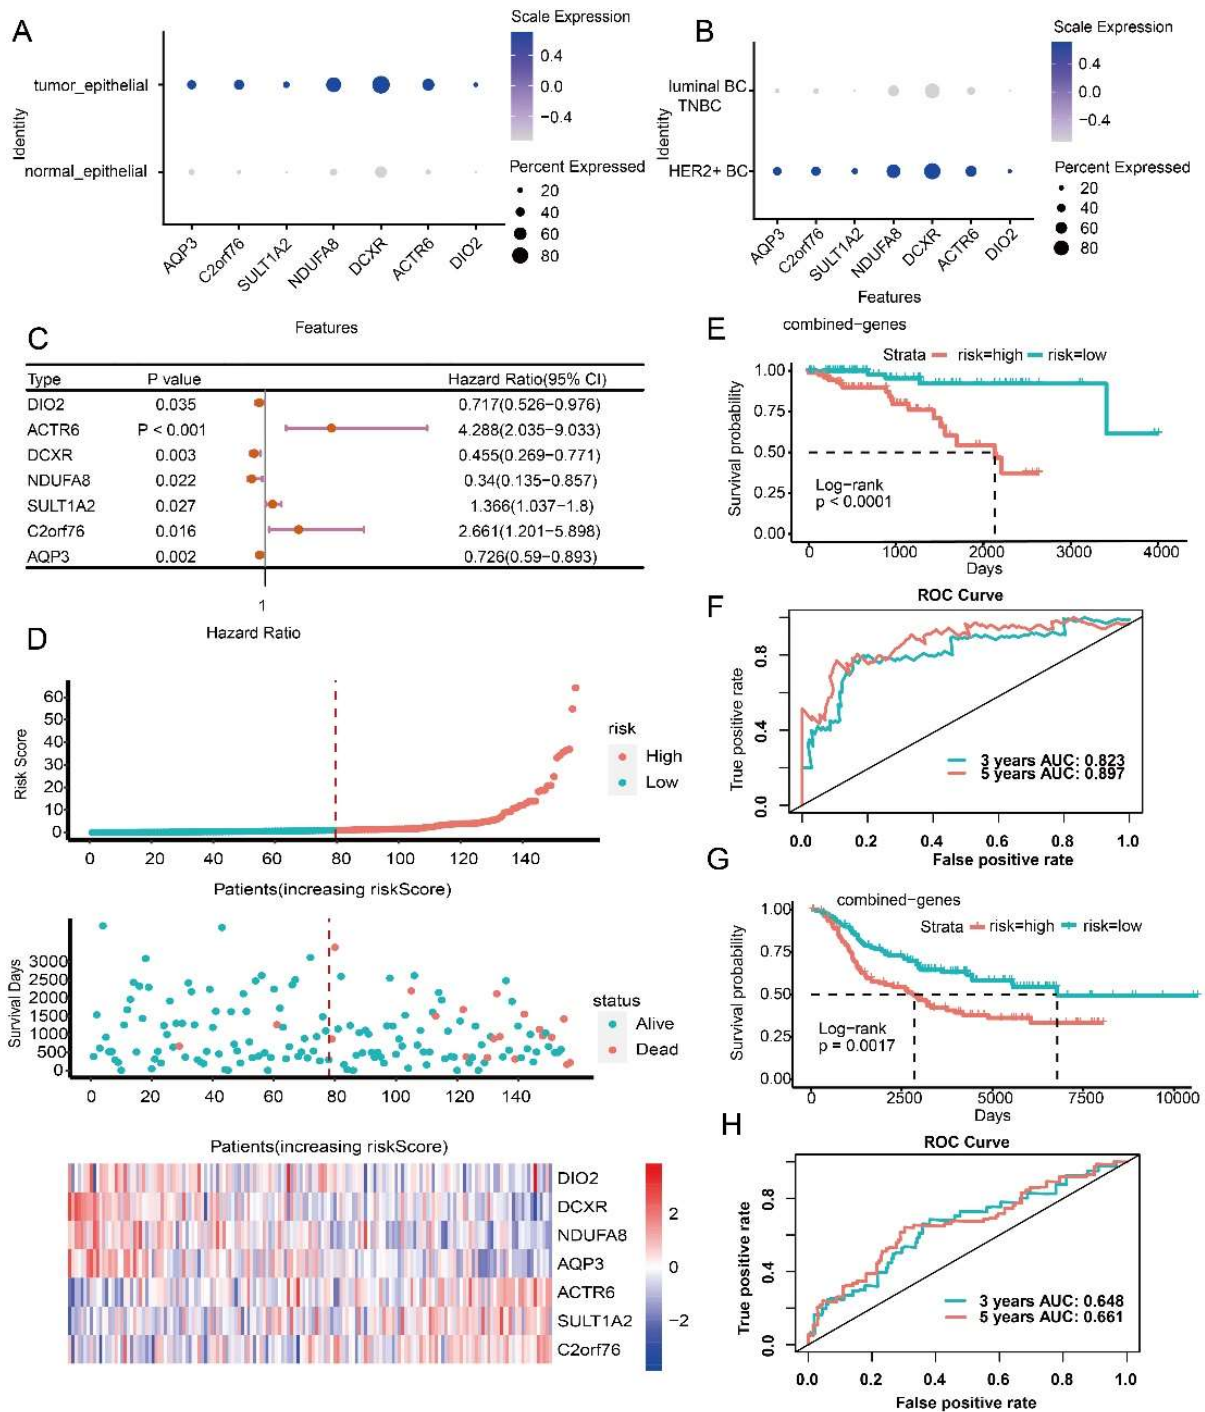 A
Scale Expression
0.4
0.0
−0.4
tumor_epithelial
normal_epithelial
Identity
Percent Expressed
20
40
60
80
AQP3
C2orf76
SULT1A2
NDUFA8
DCXR
ACTR6
DIO2
Features
B
Scale Expression
0.4
0.0
−0.4
luminal BC
TNBC
HER2+ BC
Identity
Percent Expressed
20
40
60
80
AQP3
C2orf76
SULT1A2
NDUFA8
DCXR
ACTR6
DIO2
Features
C
Type P value Hazard Ratio(95% CI)
DIO2 0.035 0.717(0.526−0.976)
ACTR6 P < 0.001 4.288(2.035−9.033)
DCXR 0.003 0.455(0.269−0.771)
NDUFA8 0.022 0.34(0.135−0.857)
SULT1A2 0.027 1.366(1.037−1.8)
C2orf76 0.016 2.661(1.201−5.898)
AQP3 0.002 0.726(0.59−0.893)
1
Hazard Ratio
D
Risk Score
60
50
40
30
20
10
0
0 20 40 60 80 100 120 140
Patients(increasing riskScore)
risk
High
Low
Survival Days
3000
2500
2000
1500
1000
500
0
0 20 40 60 80 100 120 140
Patients(increasing riskScore)
status
Alive
Dead
DIO2
DCXR
NDUFA8
AQP3
ACTR6
SULT1A2
C2orf76
2
0
−2
E
combined−genes
Strata risk=high risk=low
Survival probability
1.00
0.75
0.50
0.25
0.00
Log−rank
p < 0.0001
0 1000 2000 3000 4000
Days
F
ROC Curve
True positive rate
0.8
0.4
0.0
3 years AUC: 0.823
5 years AUC: 0.897
0.0 0.2 0.4 0.6 0.8 1.0
False positive rate
G
combined−genes
Strata risk=high risk=low
Survival probability
1.00
0.75
0.50
0.25
0.00
Log−rank
p = 0.0017
0 2500 5000 7500 10000
Days
H
ROC Curve
True positive rate
0.8
0.4
0.0
3 years AUC: 0.648
5 years AUC: 0.661
0.0 0.2 0.4 0.6 0.8 1.0
False positive rate